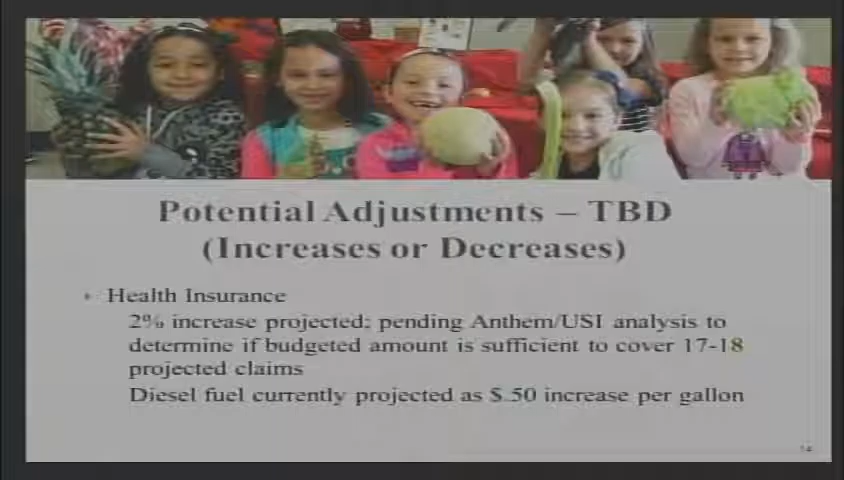 Potential Adjustments – TBD
(Increases or Decreases)
Health Insurance
2% increase projected; pending Anthem/USI analysis to
determine if budgeted amount is sufficient to cover 17-18
projected claims
Diesel fuel currently projected as $.50 increase per gallon
14